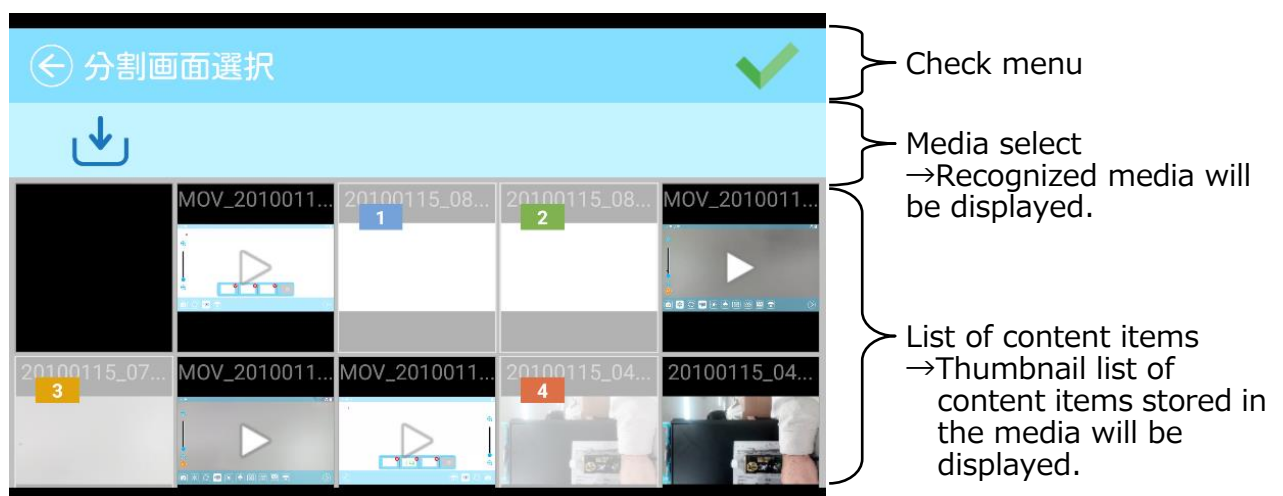 分割画面選択
Check menu
Media select
→Recognized media will
be displayed.
MOV_2010011...
20100115_08...
20100115_08...
MOV_2010011...
1
2
List of content items
→Thumbnail list of
content items stored in
the media will be
displayed.
20100115_07...
MOV_2010011...
MOV_2010011...
20100115_04...
20100115_04...
3
4